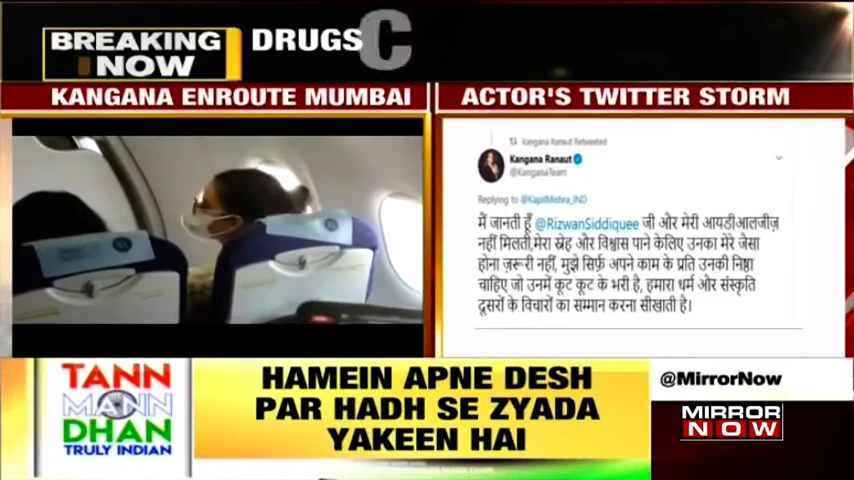 BREAKING
NOW
DRUGS C
KANGANA ENROUTE MUMBAI
ACTOR'S TWITTER STORM
Kangana Ranaut Retweeted
Kangana Ranaut
@KanganaTeam
Replying to @KapilMishra_IND
मैं जानती हूँ @RizwanSiddiquee जी और मेरी आयडीआलजीज़
नहीं मिलती,मेरा स्नेह और विश्वास पाने केलिए उनका मेरे जैसा
होना ज़रूरी नहीं, मुझे सिर्फ़ अपने काम के प्रति उनकी निष्ठा
चाहिए जो उनमें कूट कूट के भरी है, हमारा धर्म और संस्कृति
दूसरों के विचारों का सम्मान करना सीखाती है।
TANN
MANN
DHAN
TRULY INDIAN
HAMEIN APNE DESH
PAR HADH SE ZYADA
YAKEEN HAI
@MirrorNow
MIRROR
NOW